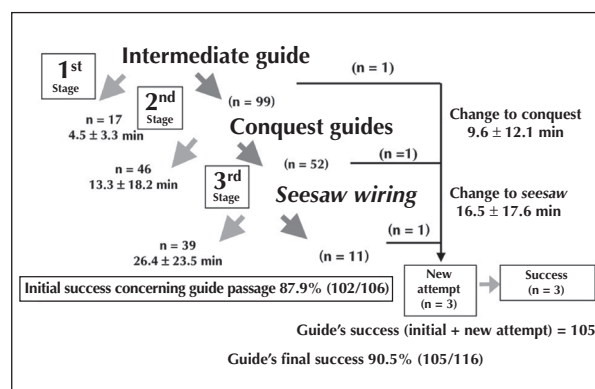 Intermediate guide
(n = 1)
1st
Stage
2nd
Stage
(n = 99)
n = 17
4.5 ± 3.3 min
Change to conquest
9.6 ± 12.1 min
Conquest guides
(n =1)
n = 46
13.3 ± 18.2 min
3rd
Stage
(n = 52)
Seesaw wiring
Change to seesaw
16.5 ± 17.6 min
(n = 1)
n = 39
26.4 ± 23.5 min
(n = 11)
Initial success concerning guide passage 87.9% (102/106)
New
attempt
(n = 3)
Success
(n = 3)
Guide's success (initial + new attempt) = 105
Guide's final success 90.5% (105/116)